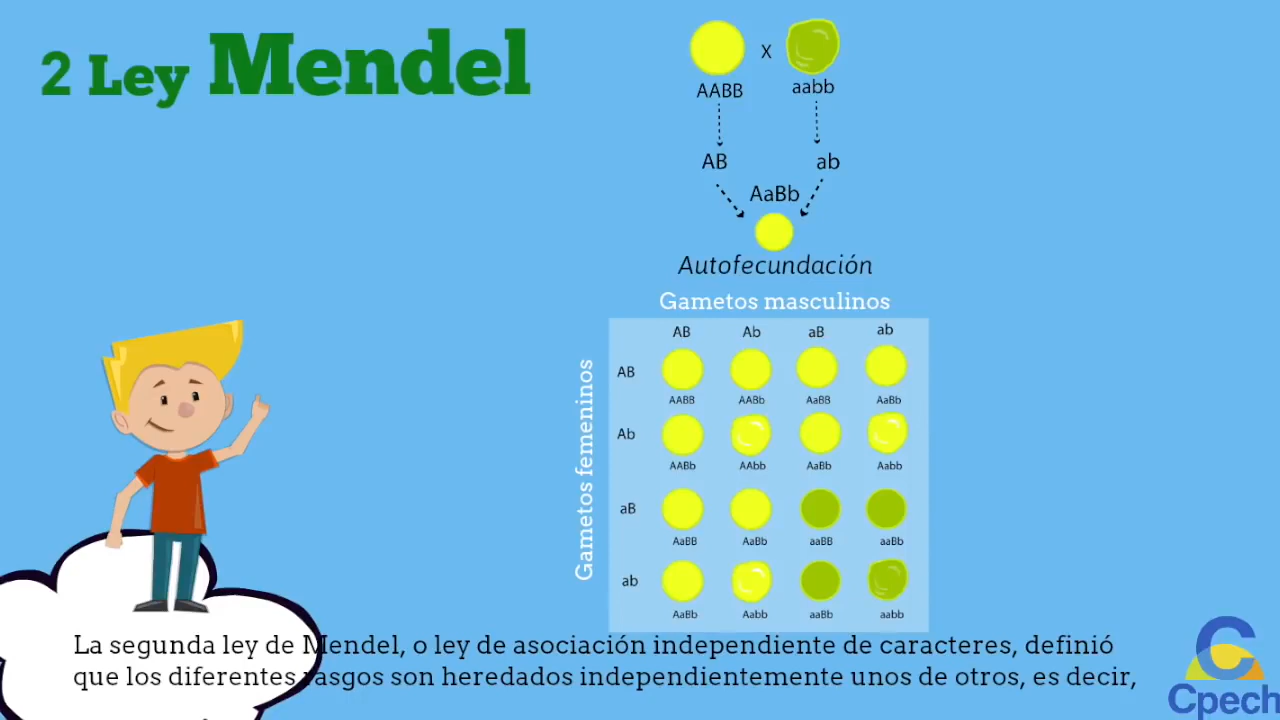 2 Ley Mendel
x
AABB
aabb
AB
ab
AaBb
Autofecundación
Gametos masculinos
Gametos femeninos
AB Ab aB ab
AB
AABB AABb AaBB AaBb
Ab
AABb AAbb AaBb Aabb
aB
AaBB AaBb aaBB aaBb
ab
AaBb Aabb aaBb aabb
La segunda ley de Mendel, o ley de asociación independiente de caracteres, definió
que los diferentes rasgos son heredados independientemente unos de otros, es decir,
Cpech